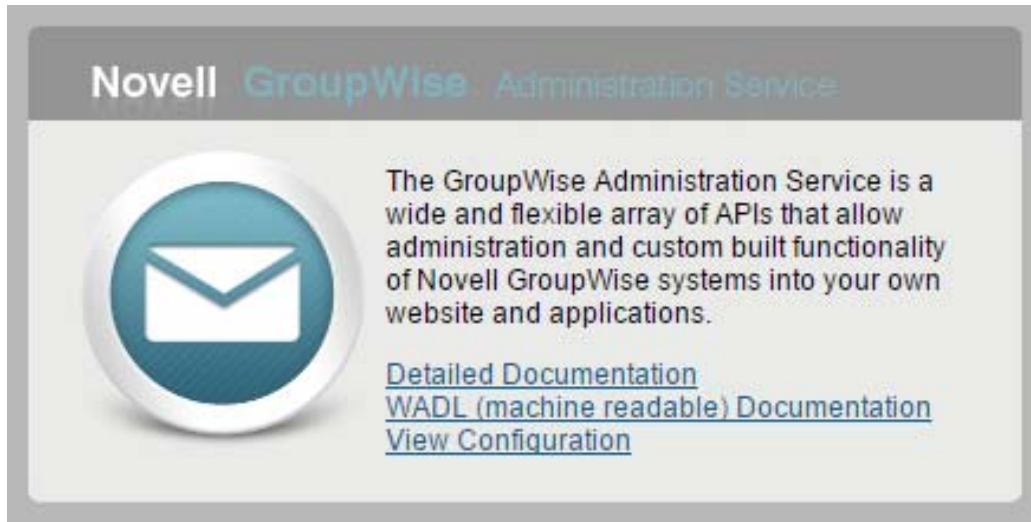 Novell GroupWise Administration Service
The GroupWise Administration Service is a
wide and flexible array of APIs that allow
administration and custom built functionality
of Novell GroupWise systems into your own
website and applications.
Detailed Documentation
WADL (machine readable) Documentation
View Configuration